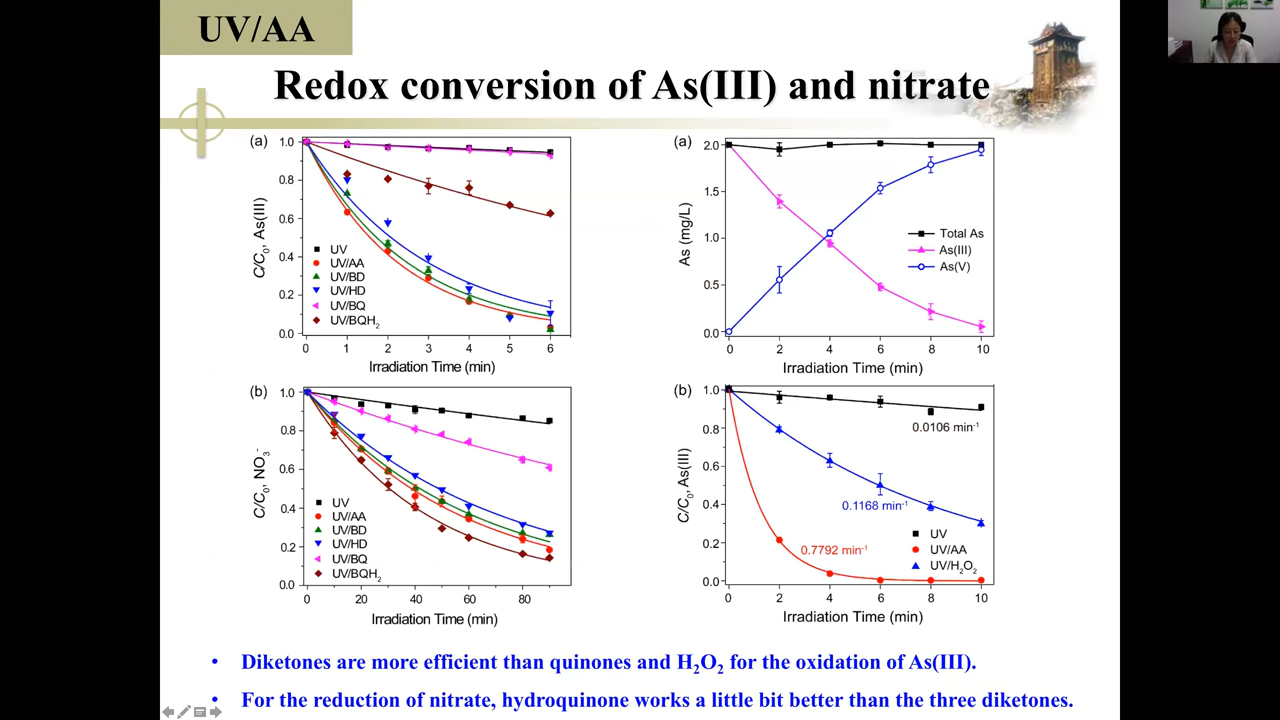 UV/AA
Redox conversion of As(III) and nitrate
(a)
C/C0, As(III)
1.0
0.8
0.6
0.4
0.2
0.0
UV
UV/AA
UV/BD
UV/HD
UV/BQ
UV/BQH2
0 1 2 3 4 5 6
Irradiation Time (min)
(a)
As (mg/L)
2.0
1.5
1.0
0.5
0.0
Total As
As(III)
As(V)
0 2 4 6 8 10
Irradiation Time (min)
(b)
C/C0, NO3-
1.0
0.8
0.6
0.4
0.2
0.0
UV
UV/AA
UV/BD
UV/HD
UV/BQ
UV/BQH2
0 20 40 60 80
Irradiation Time (min)
(b)
C/C0, As(III)
1.0
0.8
0.6
0.4
0.2
0.0
0.0106 min-1
0.1168 min-1
0.7792 min-1
UV
UV/AA
UV/H2O2
0 2 4 6 8 10
Irradiation Time (min)
• Diketones are more efficient than quinones and H2O2 for the oxidation of As(III).
• For the reduction of nitrate, hydroquinone works a little bit better than the three diketones.